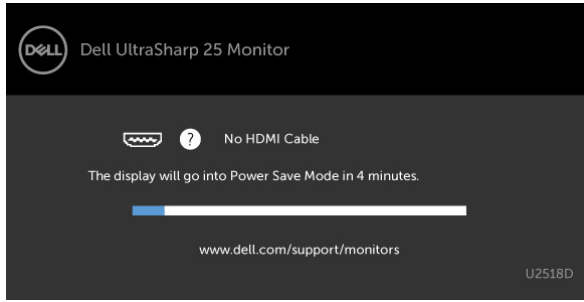 DELL
Dell UltraSharp 25 Monitor
? No HDMI Cable
The display will go into Power Save Mode in 4 minutes.
www.dell.com/support/monitors
U2518D